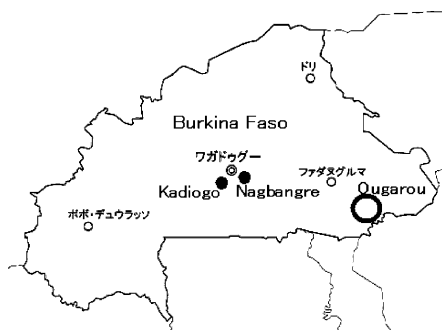 ドリ
Burkina Faso
ワガドゥグー
Kadiogo
Nagbangre
ファダヌグルマ
Ougarou
ボボ・デュウラッソ